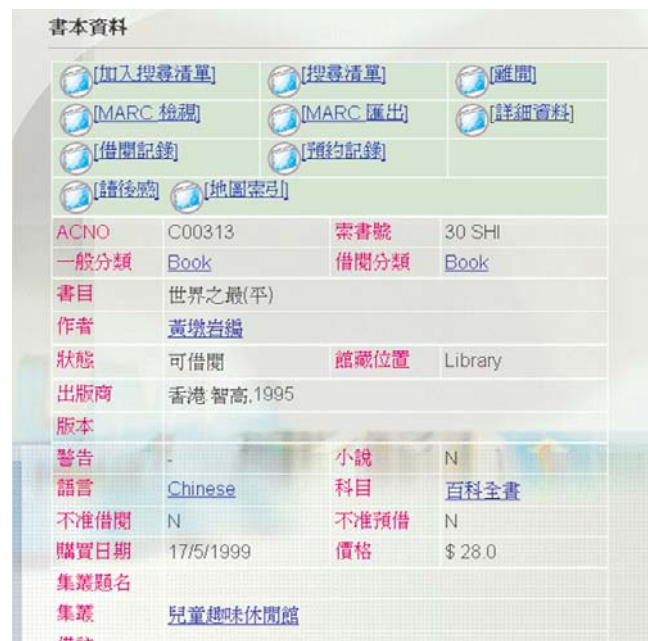 書本資料
[加入搜尋清單] [搜尋清單] [離開]
[MARC 檢視] [MARC 匯出] [詳細資料]
[借閱記錄] [預約記錄]
[讀後感] [地圖索引]
ACNO C00313 索書號 30 SHI
一般分類 Book 借閱分類 Book
書目 世界之最(平)
作者 黃墩岩編
狀態 可借閱 館藏位置 Library
出版商 香港:智高,1995
版本
警告 - 小說 N
語言 Chinese 科目 百科全書
不准借閱 N 不准預借 N
購買日期 17/5/1999 價格 $ 28.0
集叢題名
集叢 兒童趣味休閒館